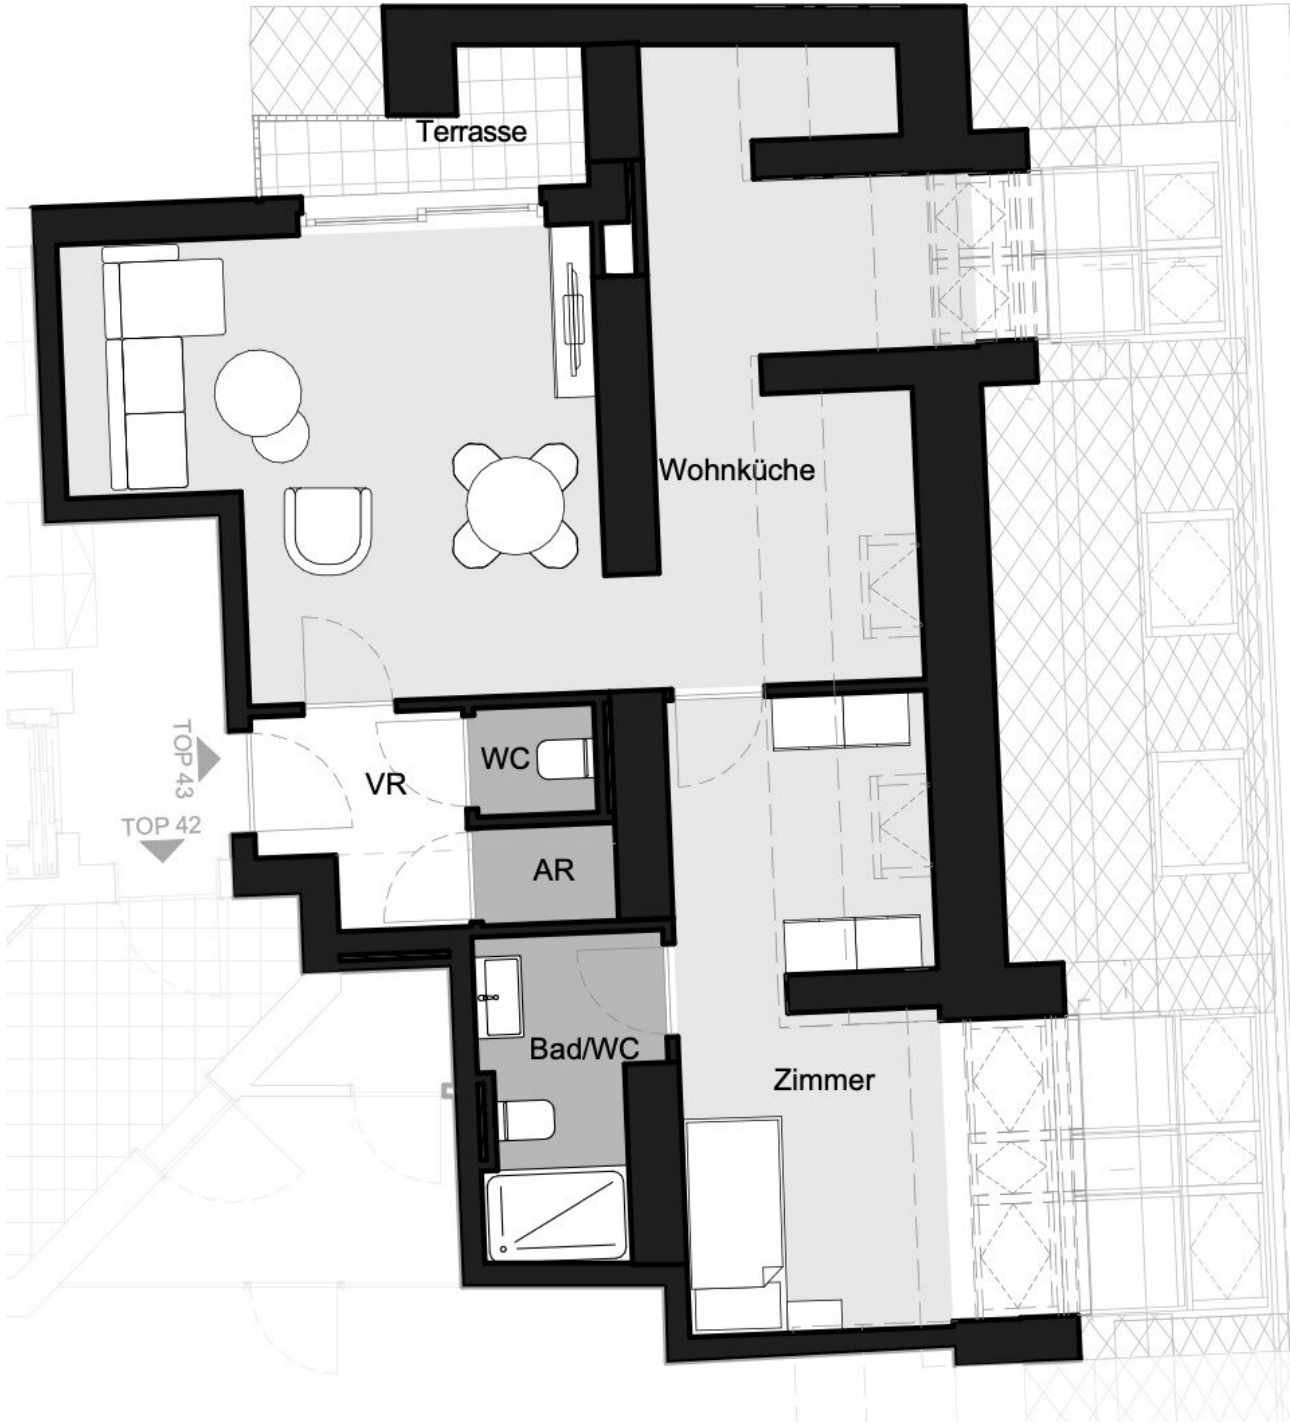 Terrasse
Wohnküche
TOP 43
WC
VR
TOP 42
AR
Bad/WC
Zimmer